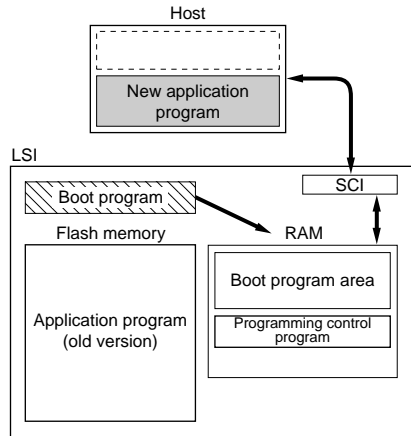 Host
New application
program
LSI
SCI
Boot program
Flash memory
RAM
Boot program area
Application program
(old version)
Programming control
program